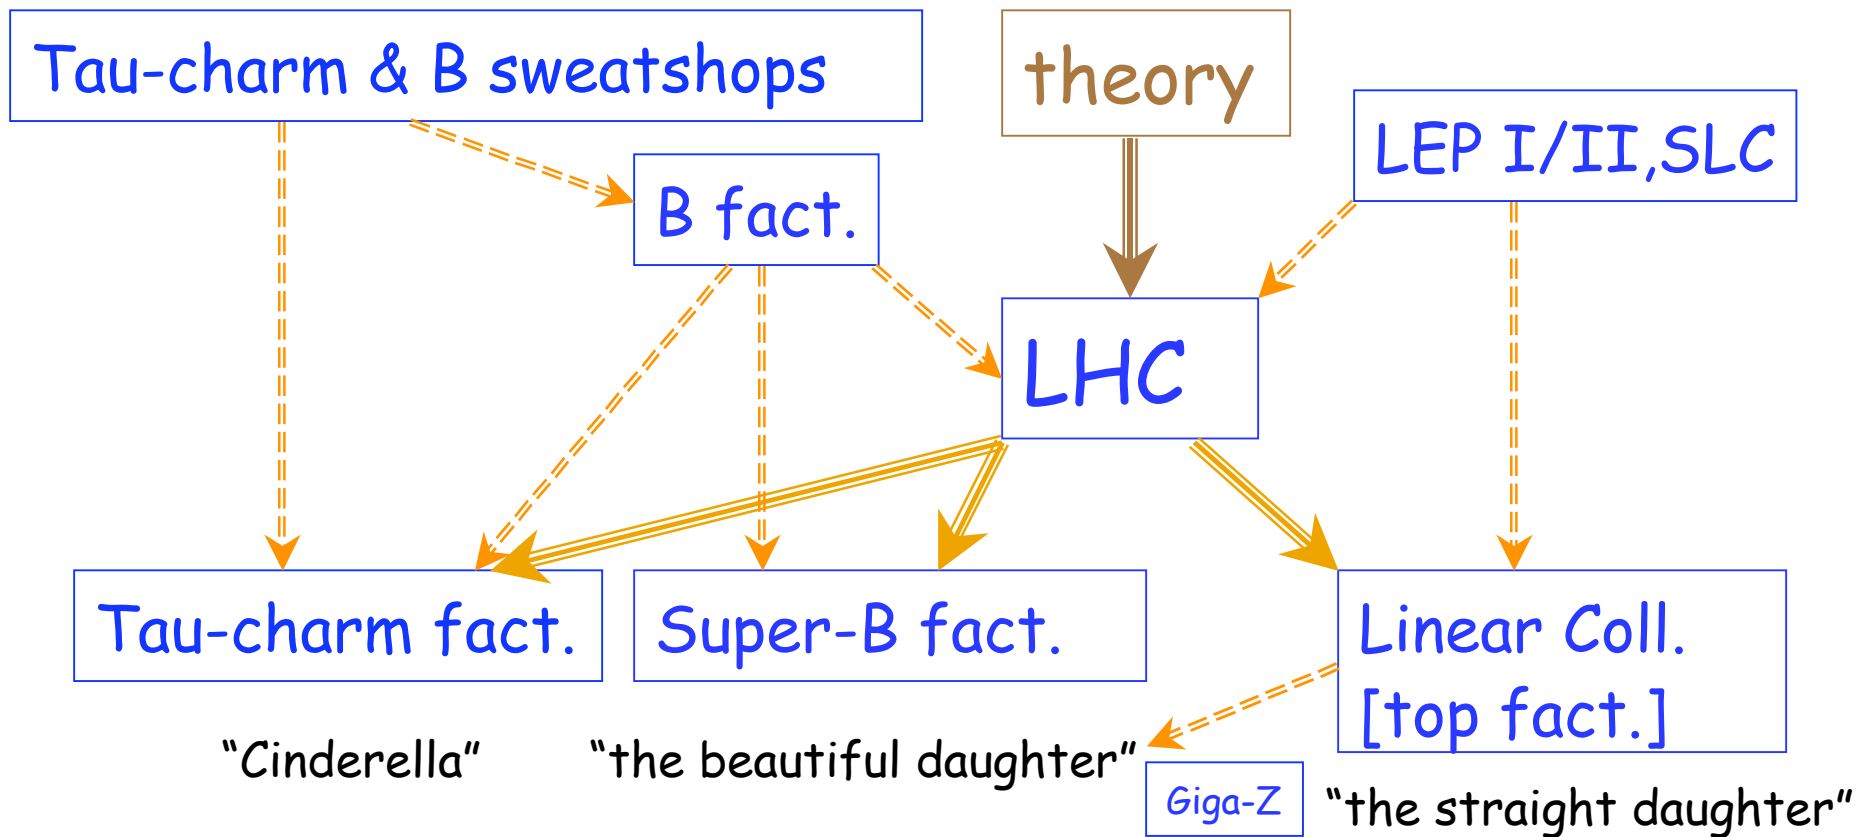 Tau-charm & B sweatshops
theory
LEP I/II,SLC
B fact.
LHC
Tau-charm fact.
Super-B fact.
Linear Coll.
[top fact.]
“Cinderella”
“the beautiful daughter”
Giga-Z
“the straight daughter”